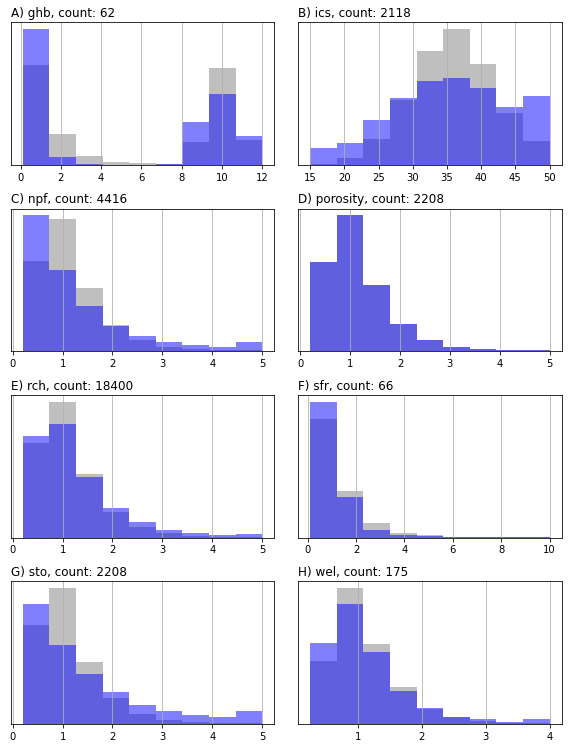 A) ghb, count: 62
B) ics, count: 2118
0 2 4 6 8 10 12
15 20 25 30 35 40 45 50
C) npf, count: 4416
D) porosity, count: 2208
0 1 2 3 4 5
0 1 2 3 4 5
E) rch, count: 18400
F) sfr, count: 66
0 1 2 3 4 5
0 2 4 6 8 10
G) sto, count: 2208
H) wel, count: 175
0 1 2 3 4 5
1 2 3 4